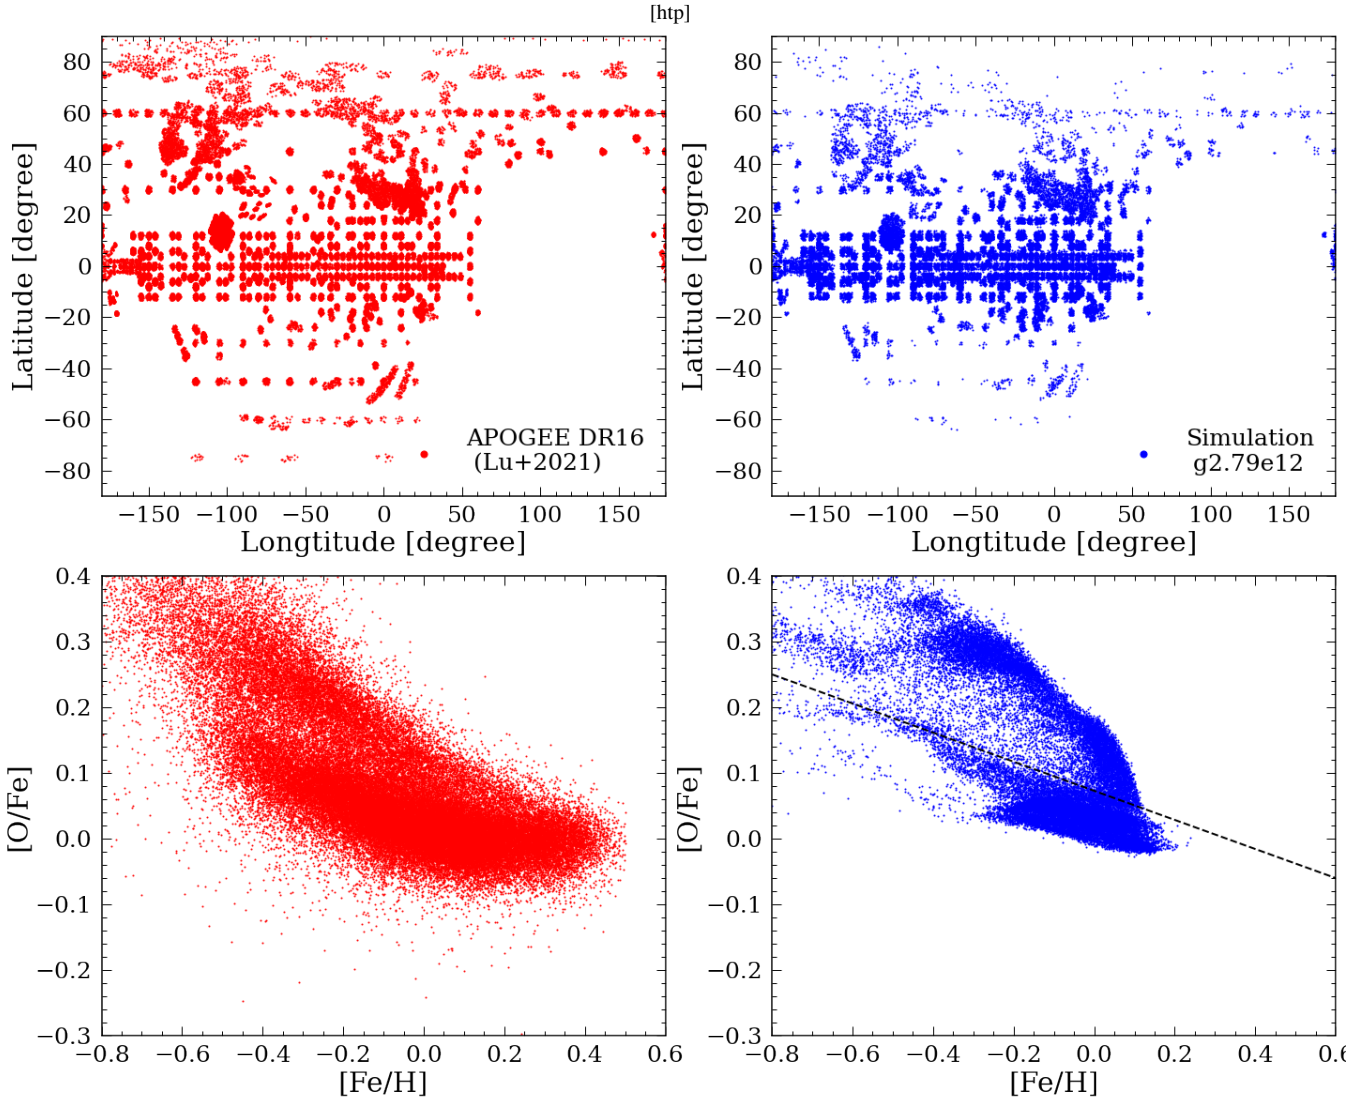 [htp]
80
60
40
20
0
−20
−40
−60
−80
Latitude [degree]
APOGEE DR16
(Lu+2021)
−150 −100 −50 0 50 100 150
Longtitude [degree]
80
60
40
20
0
−20
−40
−60
−80
Latitude [degree]
Simulation
g2.79e12
−150 −100 −50 0 50 100 150
Longtitude [degree]
0.4
0.3
0.2
0.1
0.0
−0.1
−0.2
−0.3
[O/Fe]
−0.8 −0.6 −0.4 −0.2 0.0 0.2 0.4 0.6
[Fe/H]
0.4
0.3
0.2
0.1
0.0
−0.1
−0.2
−0.3
[O/Fe]
−0.8 −0.6 −0.4 −0.2 0.0 0.2 0.4 0.6
[Fe/H]